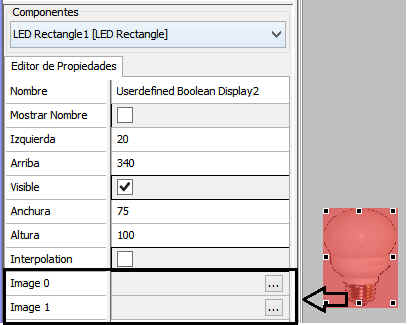 Componentes
LED Rectangle1 [LED Rectangle]
Editor de Propiedades
Nombre Userdefined Boolean Display2
Mostrar Nombre
Izquierda 20
Arriba 340
Visible
Anchura 75
Altura 100
Interpolation
Image 0 ...
Image 1 ...